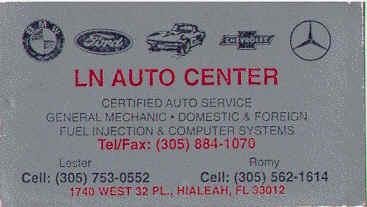 BMW Ford CHEVROLET
LN AUTO CENTER
CERTIFIED AUTO SERVICE
GENERAL MECHANIC • DOMESTIC & FOREIGN
FUEL INJECTION & COMPUTER SYSTEMS
Tel/Fax: (305) 884-1070
Lester Romy
Cell: (305) 753-0552 Cell: (305) 562-1614
1740 WEST 32 PL., HIALEAH, FL 33012